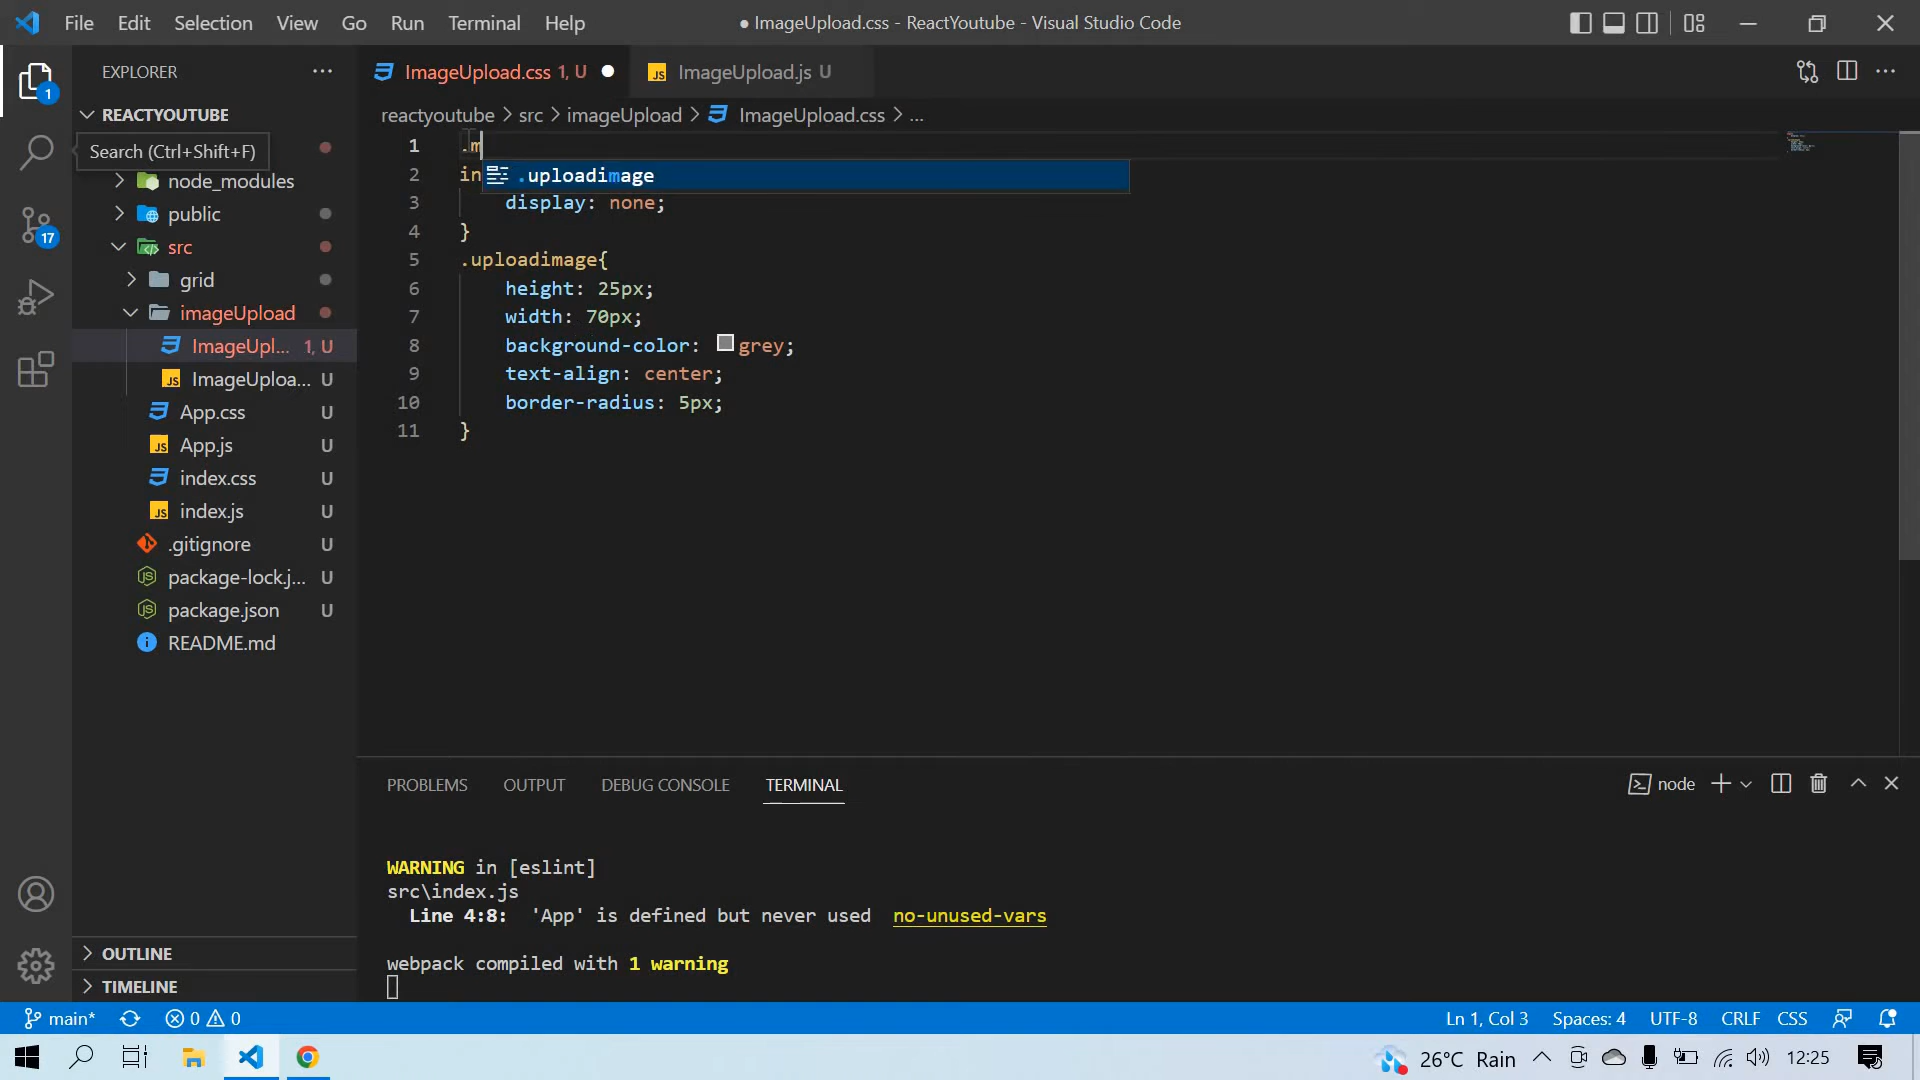 File Edit Selection View Go Run Terminal Help
● ImageUpload.css - ReactYoutube - Visual Studio Code
EXPLORER ...
1
ImageUpload.css 1, U
JS ImageUpload.js U
REACTYOUTUBE
reactyoutube > src > imageUpload > ImageUpload.css > ...
Search (Ctrl+Shift+F)
node_modules
public
17
src
grid
imageUpload
ImageUpl... 1, U
JS ImageUploa... U
App.css U
JS App.js U
index.css U
JS index.js U
.gitignore U
package-lock.j... U
package.json U
README.md
OUTLINE
TIMELINE
1 .m
.uploadimage
2 in
3 display: none;
4 }
5 .uploadimage{
6 height: 25px;
7 width: 70px;
8 background-color: grey;
9 text-align: center;
10 border-radius: 5px;
11 }
PROBLEMS OUTPUT DEBUG CONSOLE TERMINAL
node
WARNING in [eslint]
src\index.js
Line 4:8: 'App' is defined but never used no-unused-vars
webpack compiled with 1 warning
main* 0 0
Ln 1, Col 3 Spaces: 4 UTF-8 CRLF CSS
26°C Rain 12:25